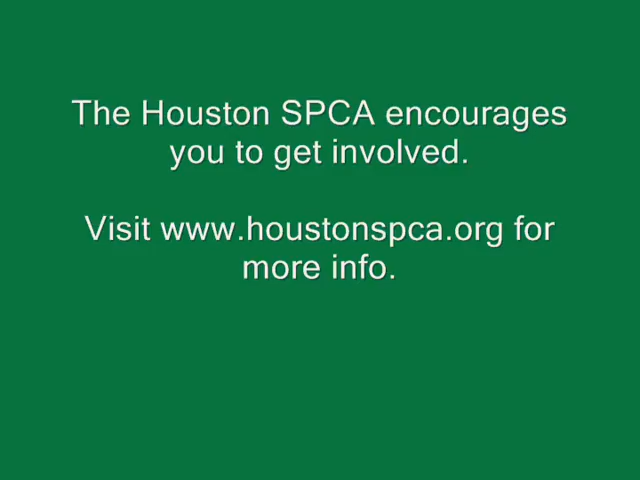 The Houston SPCA encourages
you to get involved.
Visit www.houstonspca.org for
more info.